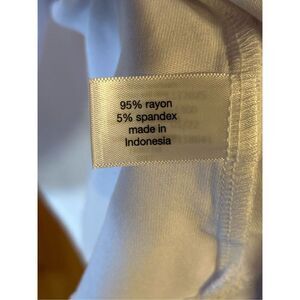 95% rayon
5% spandex
made in
Indonesia